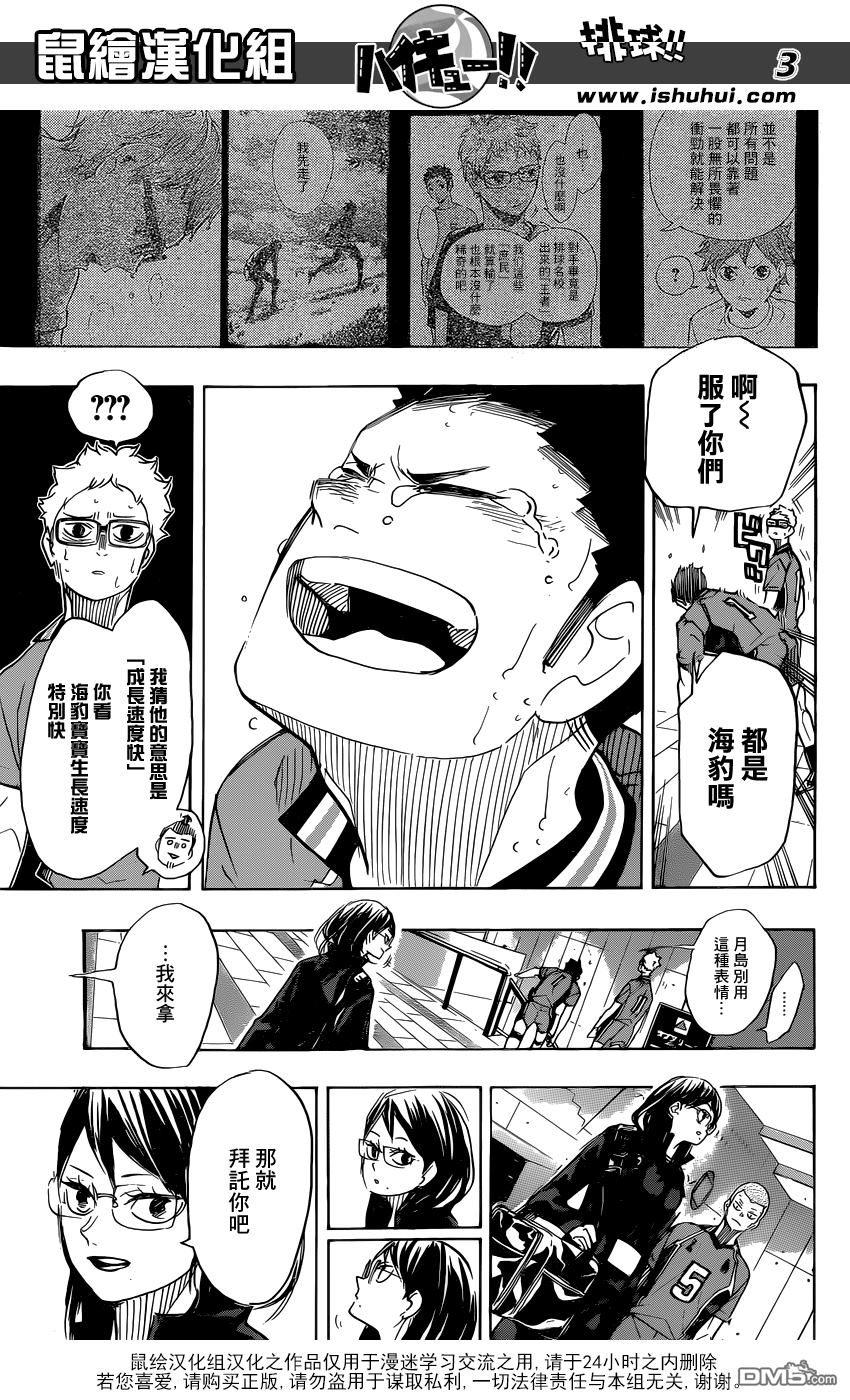 鼠繪漢化組
ハイキュー!!
排球!!
3
www.ishuhui.com
並不是
所有問題
都可以靠著
一股無所畏懼的
衝勁就能解決
?
也…
也沒什麼啊
對手畢竟是
排球名校
出來的「王者」
我們這些
「庶民」
就算輸了
也根本沒什麼
稀奇的吧
我先走了
啊~
服了你們
都是
海豹嗎
???
我猜他的意思是
「成長速度快」
你看
海豹寶寶生長速度
特別快
……
月島別用
這種表情…
…我來拿
5
那就
拜託你吧
鼠绘汉化组汉化之作品仅用于漫迷学习交流之用, 请于24小时之内删除
若您喜爱, 请购买正版, 请勿盗用于谋取私利, 一切法律责任与本组无关, 谢谢。
DM5.com